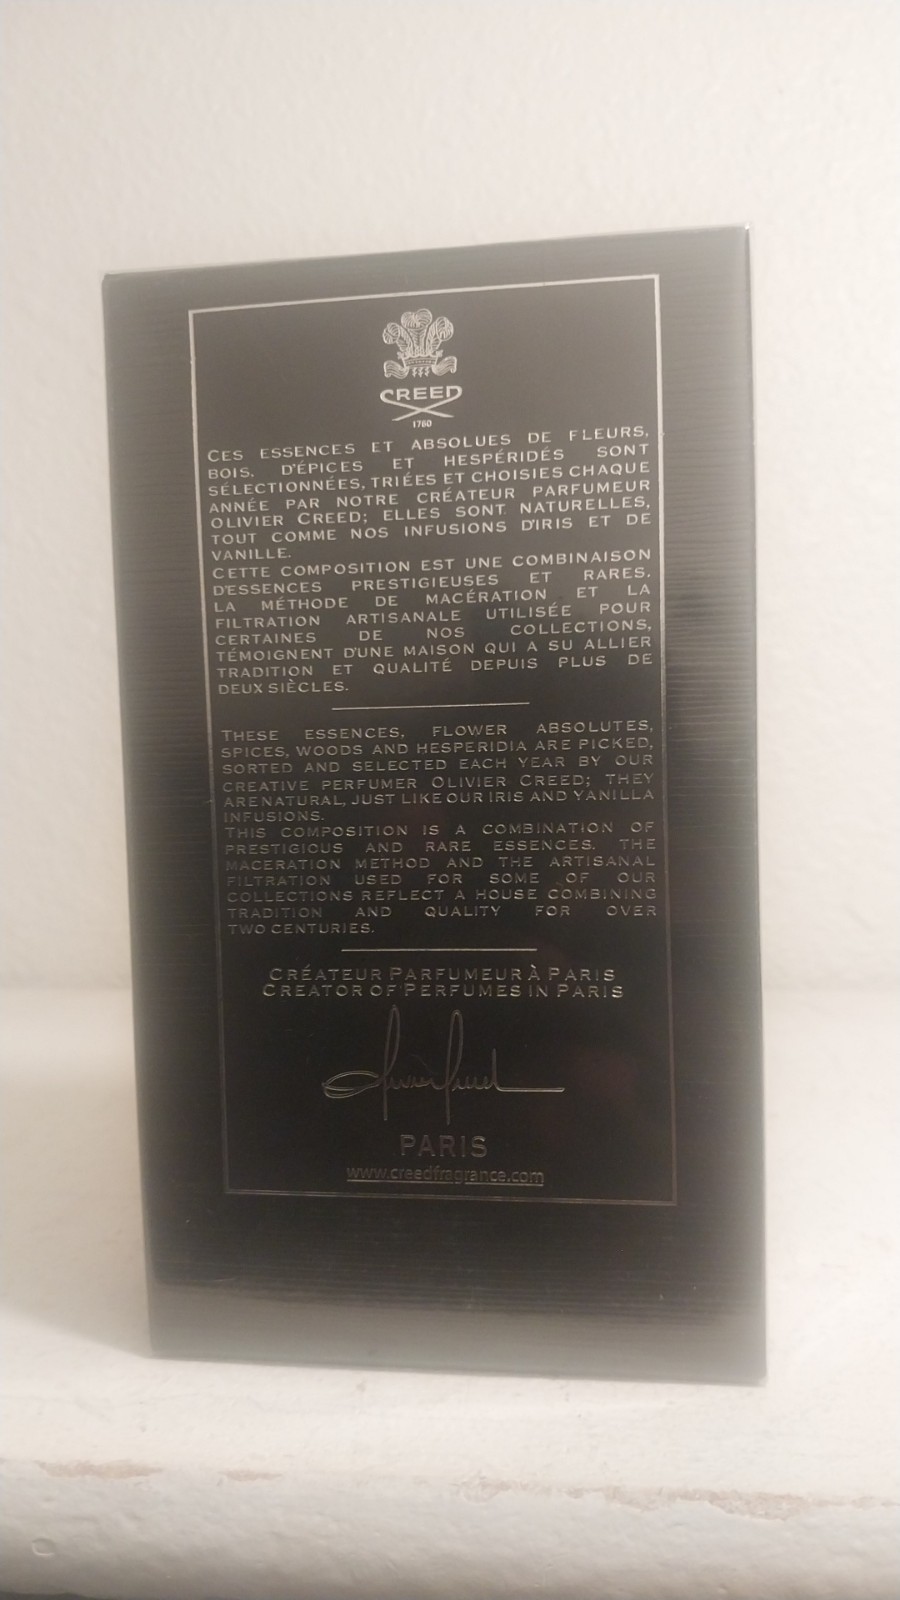 CREED
1760
CES ESSENCES ET ABSOLUES DE FLEURS,
BOIS, D'ÉPICES ET HESPÉRIDÉS SONT
SÉLECTIONNÉES, TRIÉES ET CHOISIES CHAQUE
ANNÉE PAR NOTRE CRÉATEUR PARFUMEUR
OLIVIER CREED; ELLES SONT NATURELLES,
TOUT COMME NOS INFUSIONS D'IRIS ET DE
VANILLE.
CETTE COMPOSITION EST UNE COMBINAISON
D'ESSENCES PRESTIGIEUSES ET RARES.
LA MÉTHODE DE MACÉRATION ET LA
FILTRATION ARTISANALE UTILISÉE POUR
CERTAINES DE NOS COLLECTIONS,
TÉMOIGNENT D'UNE MAISON QUI A SU ALLIER
TRADITION ET QUALITÉ DEPUIS PLUS DE
DEUX SIÈCLES.
THESE ESSENCES, FLOWER ABSOLUTES,
SPICES, WOODS AND HESPERIDIA ARE PICKED,
SORTED AND SELECTED EACH YEAR BY OUR
CREATIVE PERFUMER OLIVIER CREED; THEY
ARE NATURAL, JUST LIKE OUR IRIS AND VANILLA
INFUSIONS.
THIS COMPOSITION IS A COMBINATION OF
PRESTIGIOUS AND RARE ESSENCES. THE
MACERATION METHOD AND THE ARTISANAL
FILTRATION USED FOR SOME OF OUR
COLLECTIONS REFLECT A HOUSE COMBINING
TRADITION AND QUALITY FOR OVER
TWO CENTURIES.
CRÉATEUR PARFUMEUR À PARIS
CREATOR OF PERFUMES IN PARIS
Olivier Creed
PARIS
www.creedfragrance.com